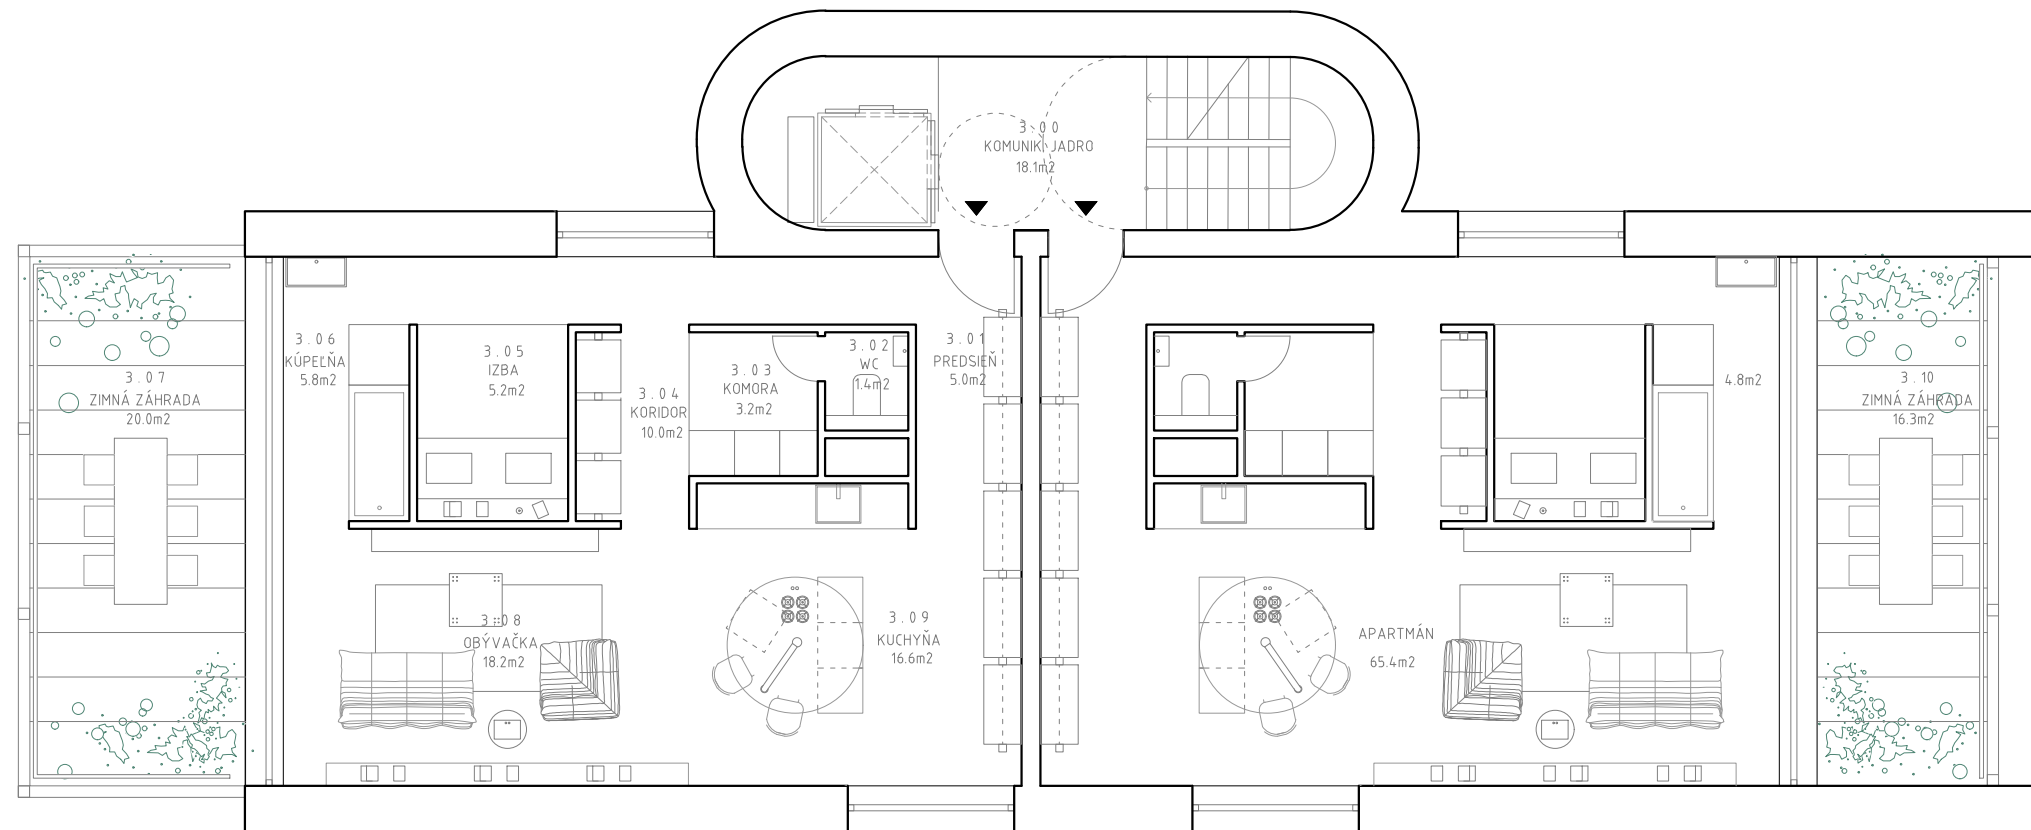 3.00
KOMUNIK. JADRO
18.1m2
3.06
KÚPEĽŇA
5.8m2
3.05
IZBA
5.2m2
3.04
KORIDOR
10.0m2
3.03
KOMORA
3.2m2
3.02
WC
1.4m2
3.01
PREDSIEŇ
5.0m2
4.8m2
3.07
ZIMNÁ ZÁHRADA
20.0m2
3.10
ZIMNÁ ZÁHRADA
16.3m2
3.08
OBÝVAČKA
18.2m2
3.09
KUCHYŇA
16.6m2
APARTMÁN
65.4m2